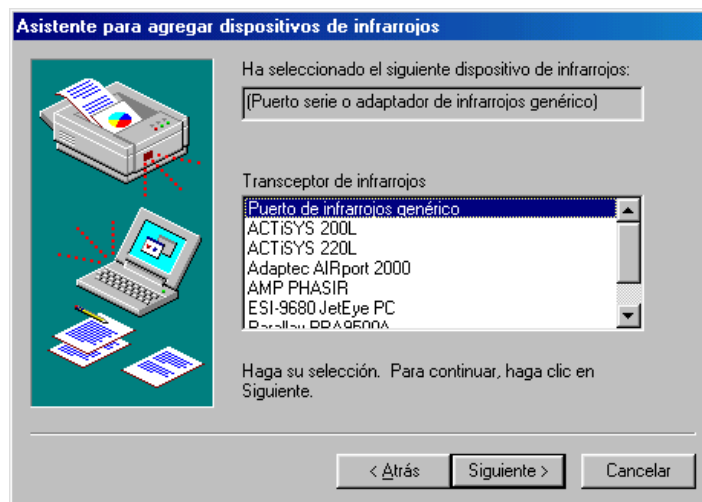 Asistente para agregar dispositivos de infrarrojos
Ha seleccionado el siguiente dispositivo de infrarrojos:
(Puerto serie o adaptador de infrarrojos genérico)
Transceptor de infrarrojos
Puerto de infrarrojos genérico
ACTiSYS 200L
ACTiSYS 220L
Adaptec AIRport 2000
AMP PHASIR
ESI-9680 JetEye PC
Parallax PRA9500A
Haga su selección. Para continuar, haga clic en
Siguiente.
< Atrás
Siguiente >
Cancelar